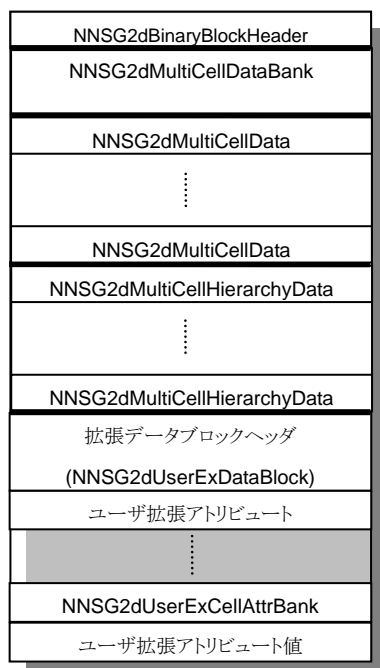 NNSG2dBinaryBlockHeader
NNSG2dMultiCellDataBank
NNSG2dMultiCellData
NNSG2dMultiCellData
NNSG2dMultiCellHierarchyData
NNSG2dMultiCellHierarchyData
拡張データブロックヘッダ
(NNSG2dUserExDataBlock)
ユーザ拡張アトリビュート
NNSG2dUserExCellAttrBank
ユーザ拡張アトリビュート値